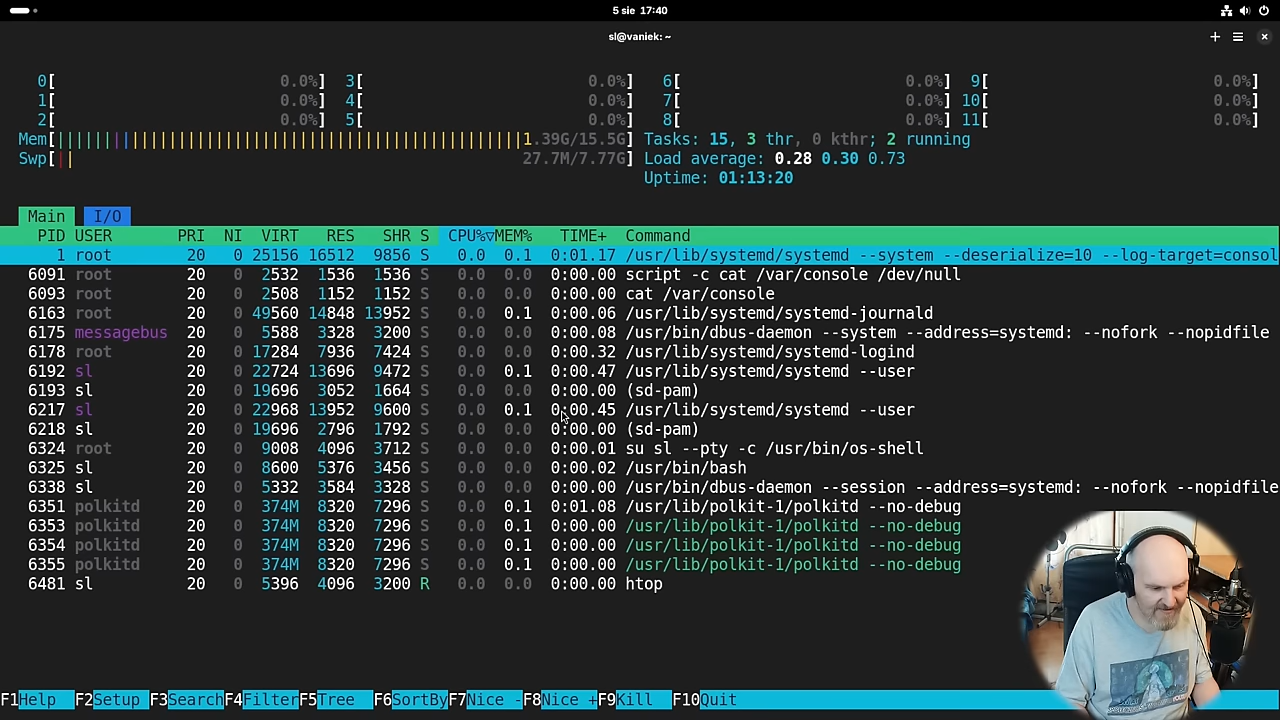 5 sie 17:40
sl@vaniek: ~
0[ 0.0%] 3[ 0.0%] 6[ 0.0%] 9[ 0.0%]
1[ 0.0%] 4[ 0.0%] 7[ 0.0%] 10[ 0.0%]
2[ 0.0%] 5[ 0.0%] 8[ 0.0%] 11[ 0.0%]
Mem[||||||||||||||||||||||||||||||||||||||||||||||||||1.39G/15.5G] Tasks: 15, 3 thr, 0 kthr; 2 running
Swp[|| 27.7M/7.77G] Load average: 0.28 0.30 0.73
Uptime: 01:13:20
Main I/O
PID USER PRI NI VIRT RES SHR S CPU%▽MEM% TIME+ Command
1 root 20 0 25156 16512 9856 S 0.0 0.1 0:01.17 /usr/lib/systemd/systemd --system --deserialize=10 --log-target=consol
6091 root 20 0 2532 1536 1536 S 0.0 0.0 0:00.00 script -c cat /var/console /dev/null
6093 root 20 0 2508 1152 1152 S 0.0 0.0 0:00.00 cat /var/console
6163 root 20 0 49560 14848 13952 S 0.0 0.1 0:00.06 /usr/lib/systemd/systemd-journald
6175 messagebus 20 0 5588 3328 3200 S 0.0 0.0 0:00.08 /usr/bin/dbus-daemon --system --address=systemd: --nofork --nopidfile
6178 root 20 0 17284 7936 7424 S 0.0 0.0 0:00.32 /usr/lib/systemd/systemd-logind
6192 sl 20 0 22724 13696 9472 S 0.0 0.1 0:00.47 /usr/lib/systemd/systemd --user
6193 sl 20 0 19696 3052 1664 S 0.0 0.0 0:00.00 (sd-pam)
6217 sl 20 0 22968 13952 9600 S 0.0 0.1 0:00.45 /usr/lib/systemd/systemd --user
6218 sl 20 0 19696 2796 1792 S 0.0 0.0 0:00.00 (sd-pam)
6324 root 20 0 9008 4096 3712 S 0.0 0.0 0:00.01 su sl --pty -c /usr/bin/os-shell
6325 sl 20 0 8600 5376 3456 S 0.0 0.0 0:00.02 /usr/bin/bash
6338 sl 20 0 5332 3584 3328 S 0.0 0.0 0:00.00 /usr/bin/dbus-daemon --session --address=systemd: --nofork --nopidfile
6351 polkitd 20 0 374M 8320 7296 S 0.0 0.1 0:01.08 /usr/lib/polkit-1/polkitd --no-debug
6353 polkitd 20 0 374M 8320 7296 S 0.0 0.1 0:00.00 /usr/lib/polkit-1/polkitd --no-debug
6354 polkitd 20 0 374M 8320 7296 S 0.0 0.1 0:00.00 /usr/lib/polkit-1/polkitd --no-debug
6355 polkitd 20 0 374M 8320 7296 S 0.0 0.1 0:00.00 /usr/lib/polkit-1/polkitd --no-debug
6481 sl 20 0 5396 4096 3200 R 0.0 0.0 0:00.00 htop
F1Help F2Setup F3SearchF4FilterF5Tree F6SortByF7Nice -F8Nice +F9Kill F10Quit